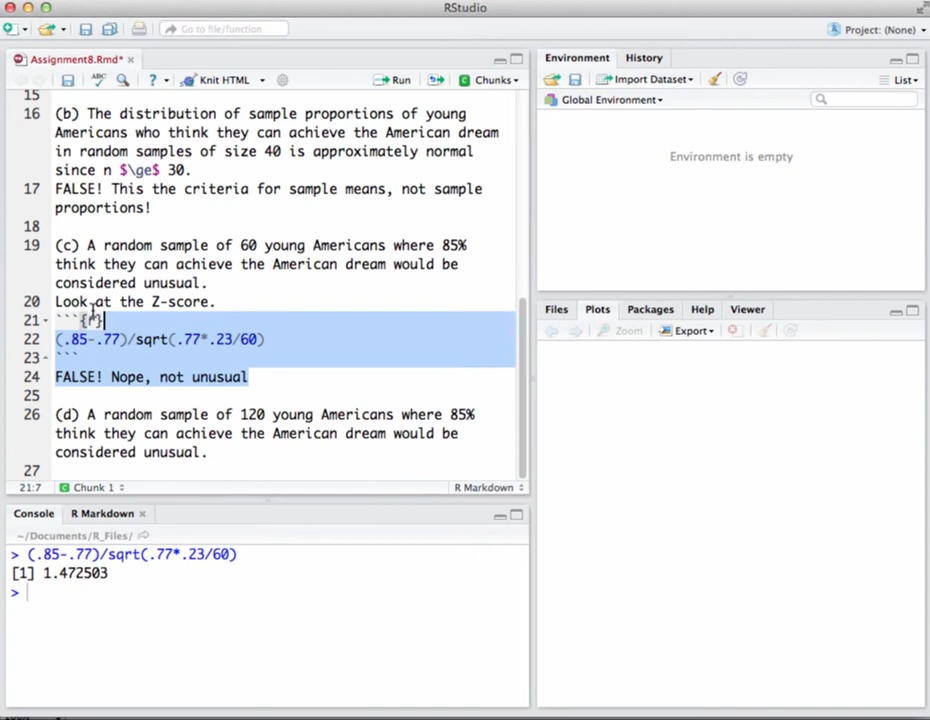 RStudio
Go to file/function
Project: (None)
Assignment8.Rmd*
ABC
?
Knit HTML
Run
Chunks
15
16 (b) The distribution of sample proportions of young
Americans who think they can achieve the American dream
in random samples of size 40 is approximately normal
since n $\ge$ 30.
17 FALSE! This the criteria for sample means, not sample
proportions!
18
19 (c) A random sample of 60 young Americans where 85%
think they can achieve the American dream would be
considered unusual.
20 Look at the Z-score.
21 ```{r}
22 (.85-.77)/sqrt(.77*.23/60)
23 ```
24 FALSE! Nope, not unusual
25
26 (d) A random sample of 120 young Americans where 85%
think they can achieve the American dream would be
considered unusual.
27
21:7 Chunk 1 R Markdown
Console R Markdown
~/Documents/R_Files/
> (.85-.77)/sqrt(.77*.23/60)
[1] 1.472503
>
Environment History
Import Dataset
List
Global Environment
Environment is empty
Files Plots Packages Help Viewer
Zoom Export